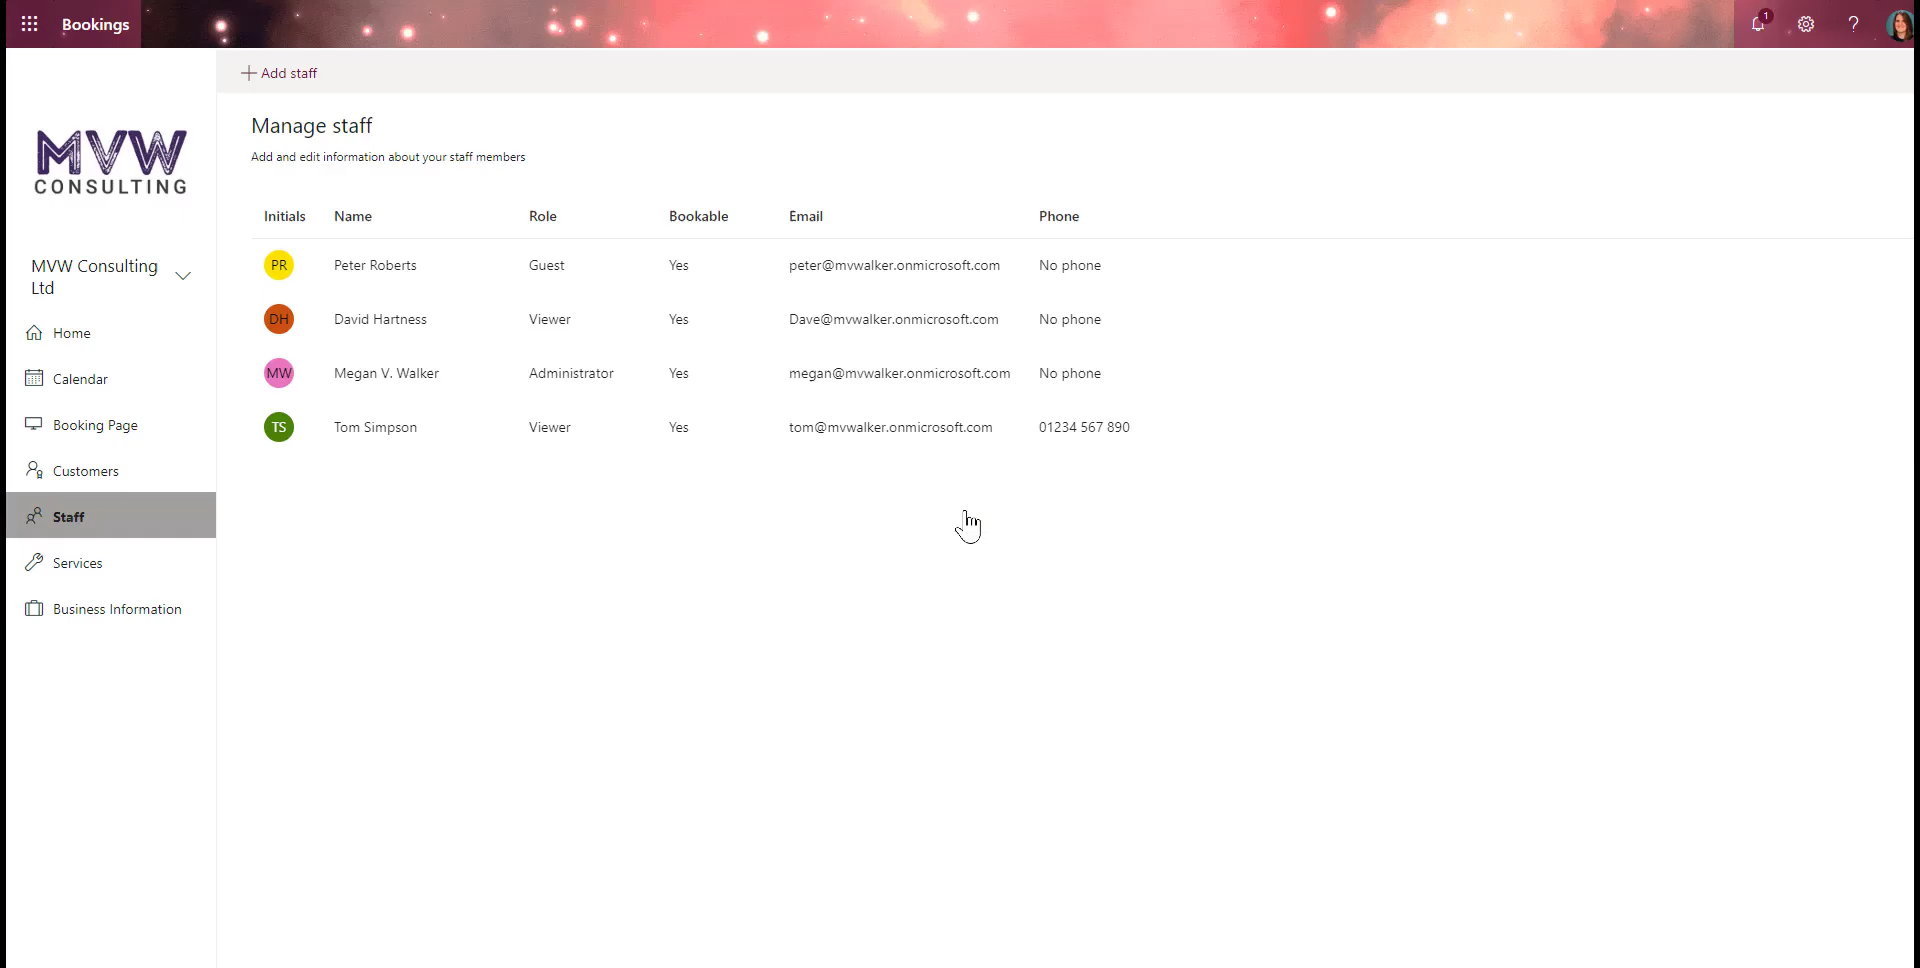 Bookings
1
Add staff
MVW
CONSULTING
MVW Consulting
Ltd
Home
Calendar
Booking Page
Customers
Staff
Services
Business Information
Manage staff
Add and edit information about your staff members
Initials Name Role Bookable Email Phone
PR Peter Roberts Guest Yes peter@mvwalker.onmicrosoft.com No phone
DH David Hartness Viewer Yes Dave@mvwalker.onmicrosoft.com No phone
MW Megan V. Walker Administrator Yes megan@mvwalker.onmicrosoft.com No phone
TS Tom Simpson Viewer Yes tom@mvwalker.onmicrosoft.com 01234 567 890